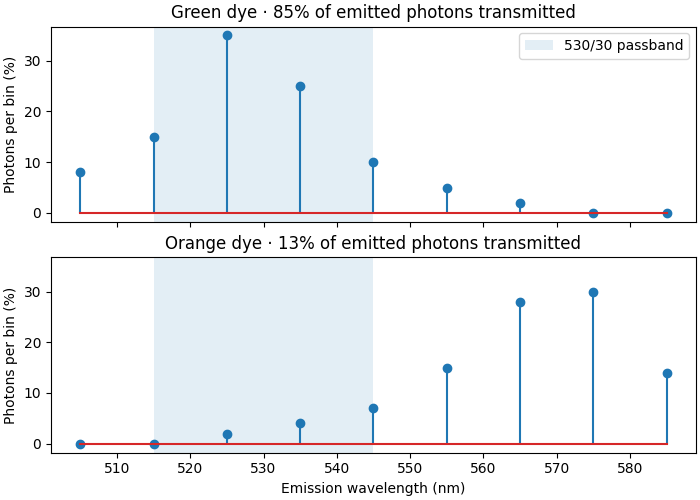 Green dye · 85% of emitted photons transmitted
Photons per bin (%)
30
20
10
0
530/30 passband
Orange dye · 13% of emitted photons transmitted
Photons per bin (%)
30
20
10
0
510 520 530 540 550 560 570 580
Emission wavelength (nm)